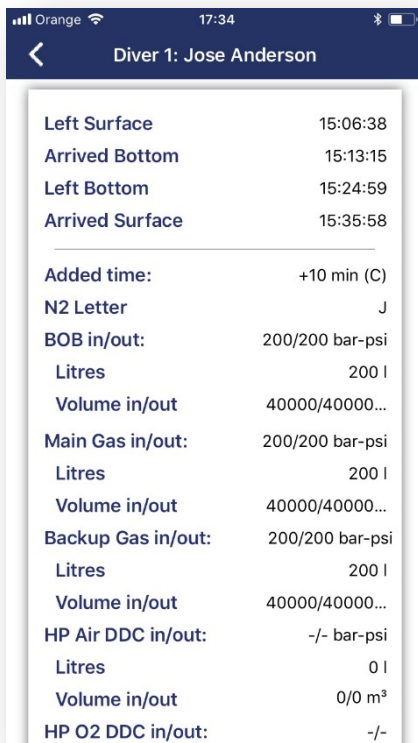 Orange 17:34
Diver 1: Jose Anderson
Left Surface 15:06:38
Arrived Bottom 15:13:15
Left Bottom 15:24:59
Arrived Surface 15:35:58
Added time: +10 min (C)
N2 Letter J
BOB in/out: 200/200 bar-psi
Litres 200 l
Volume in/out 40000/40000...
Main Gas in/out: 200/200 bar-psi
Litres 200 l
Volume in/out 40000/40000...
Backup Gas in/out: 200/200 bar-psi
Litres 200 l
Volume in/out 40000/40000...
HP Air DDC in/out: -/- bar-psi
Litres 0 l
Volume in/out 0/0 m³
HP O2 DDC in/out: -/-